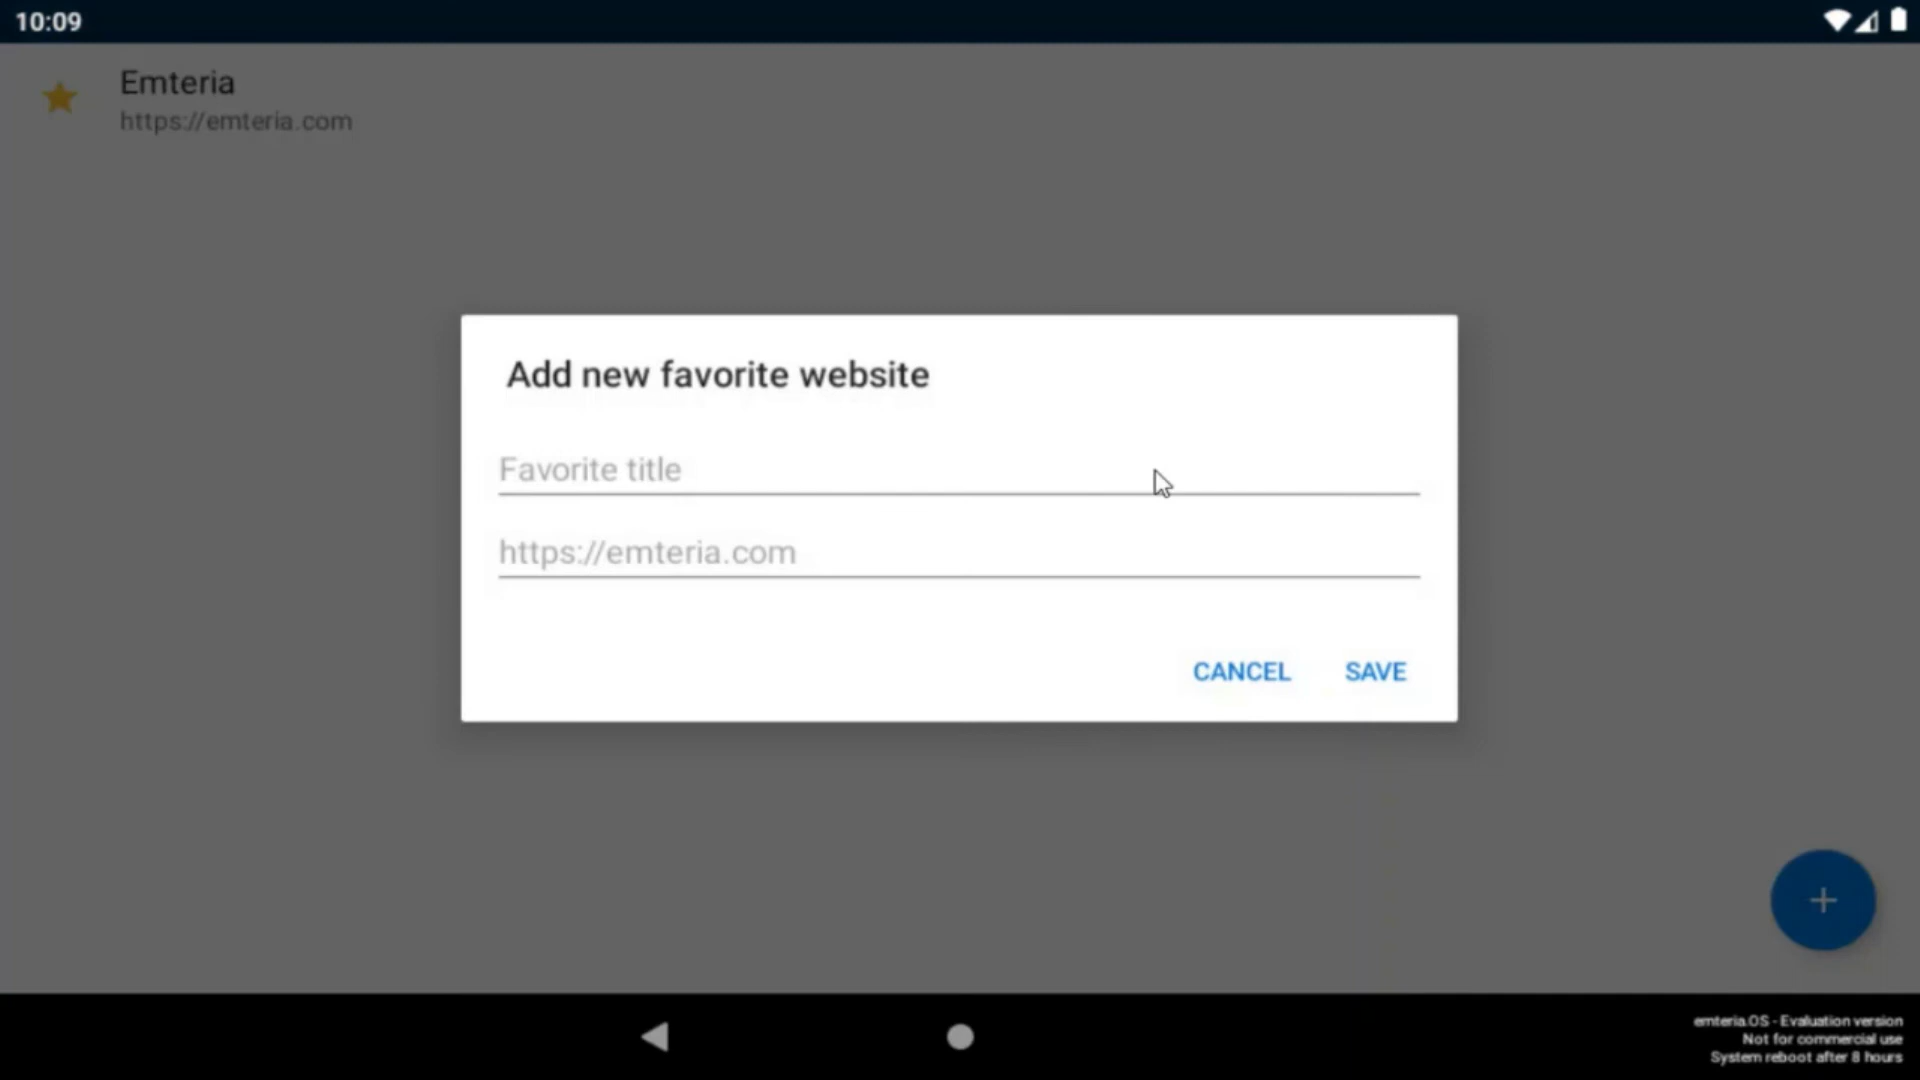 10:09
Emteria
https://emteria.com
Add new favorite website
Favorite title
https://emteria.com
CANCEL
SAVE
emteria.OS - Evaluation version
Not for commercial use
System reboot after 8 hours